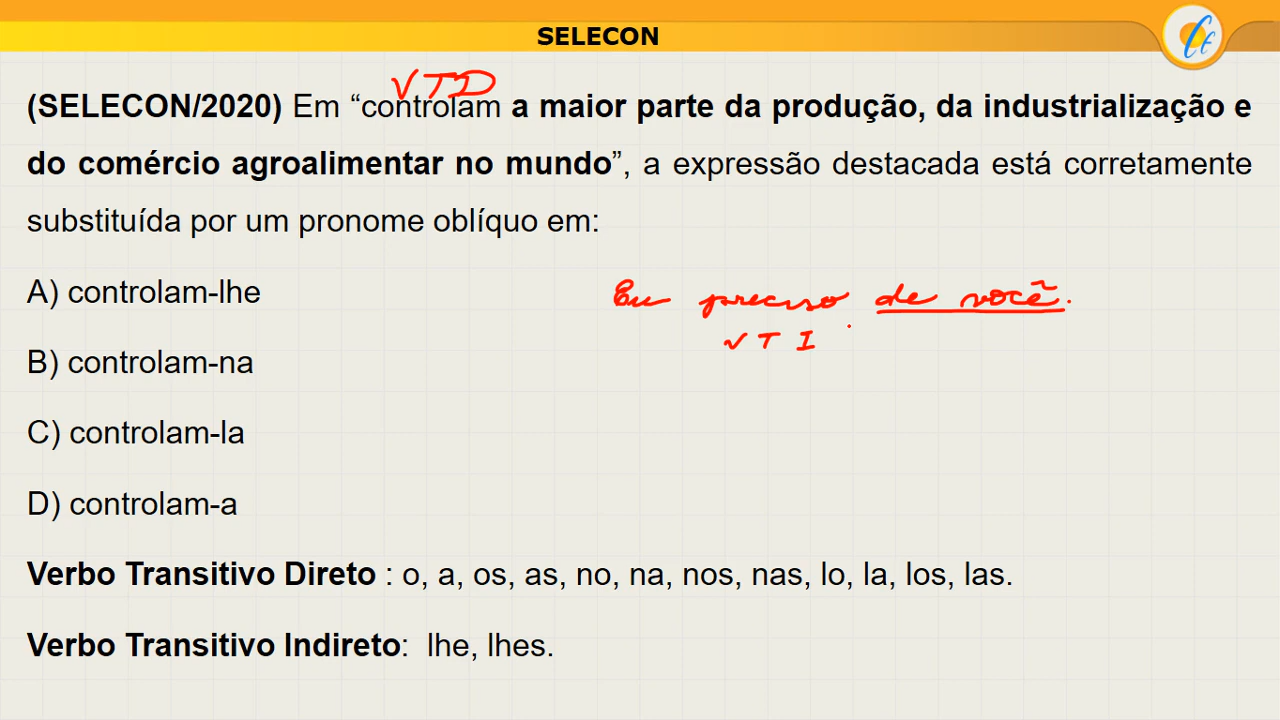 SELECON
VTD
(SELECON/2020) Em “controlam a maior parte da produção, da industrialização e
do comércio agroalimentar no mundo”, a expressão destacada está corretamente
substituída por um pronome oblíquo em:
A) controlam-lhe
Eu preciso de você.
VTI
B) controlam-na
C) controlam-la
D) controlam-a
Verbo Transitivo Direto : o, a, os, as, no, na, nos, nas, lo, la, los, las.
Verbo Transitivo Indireto: lhe, lhes.